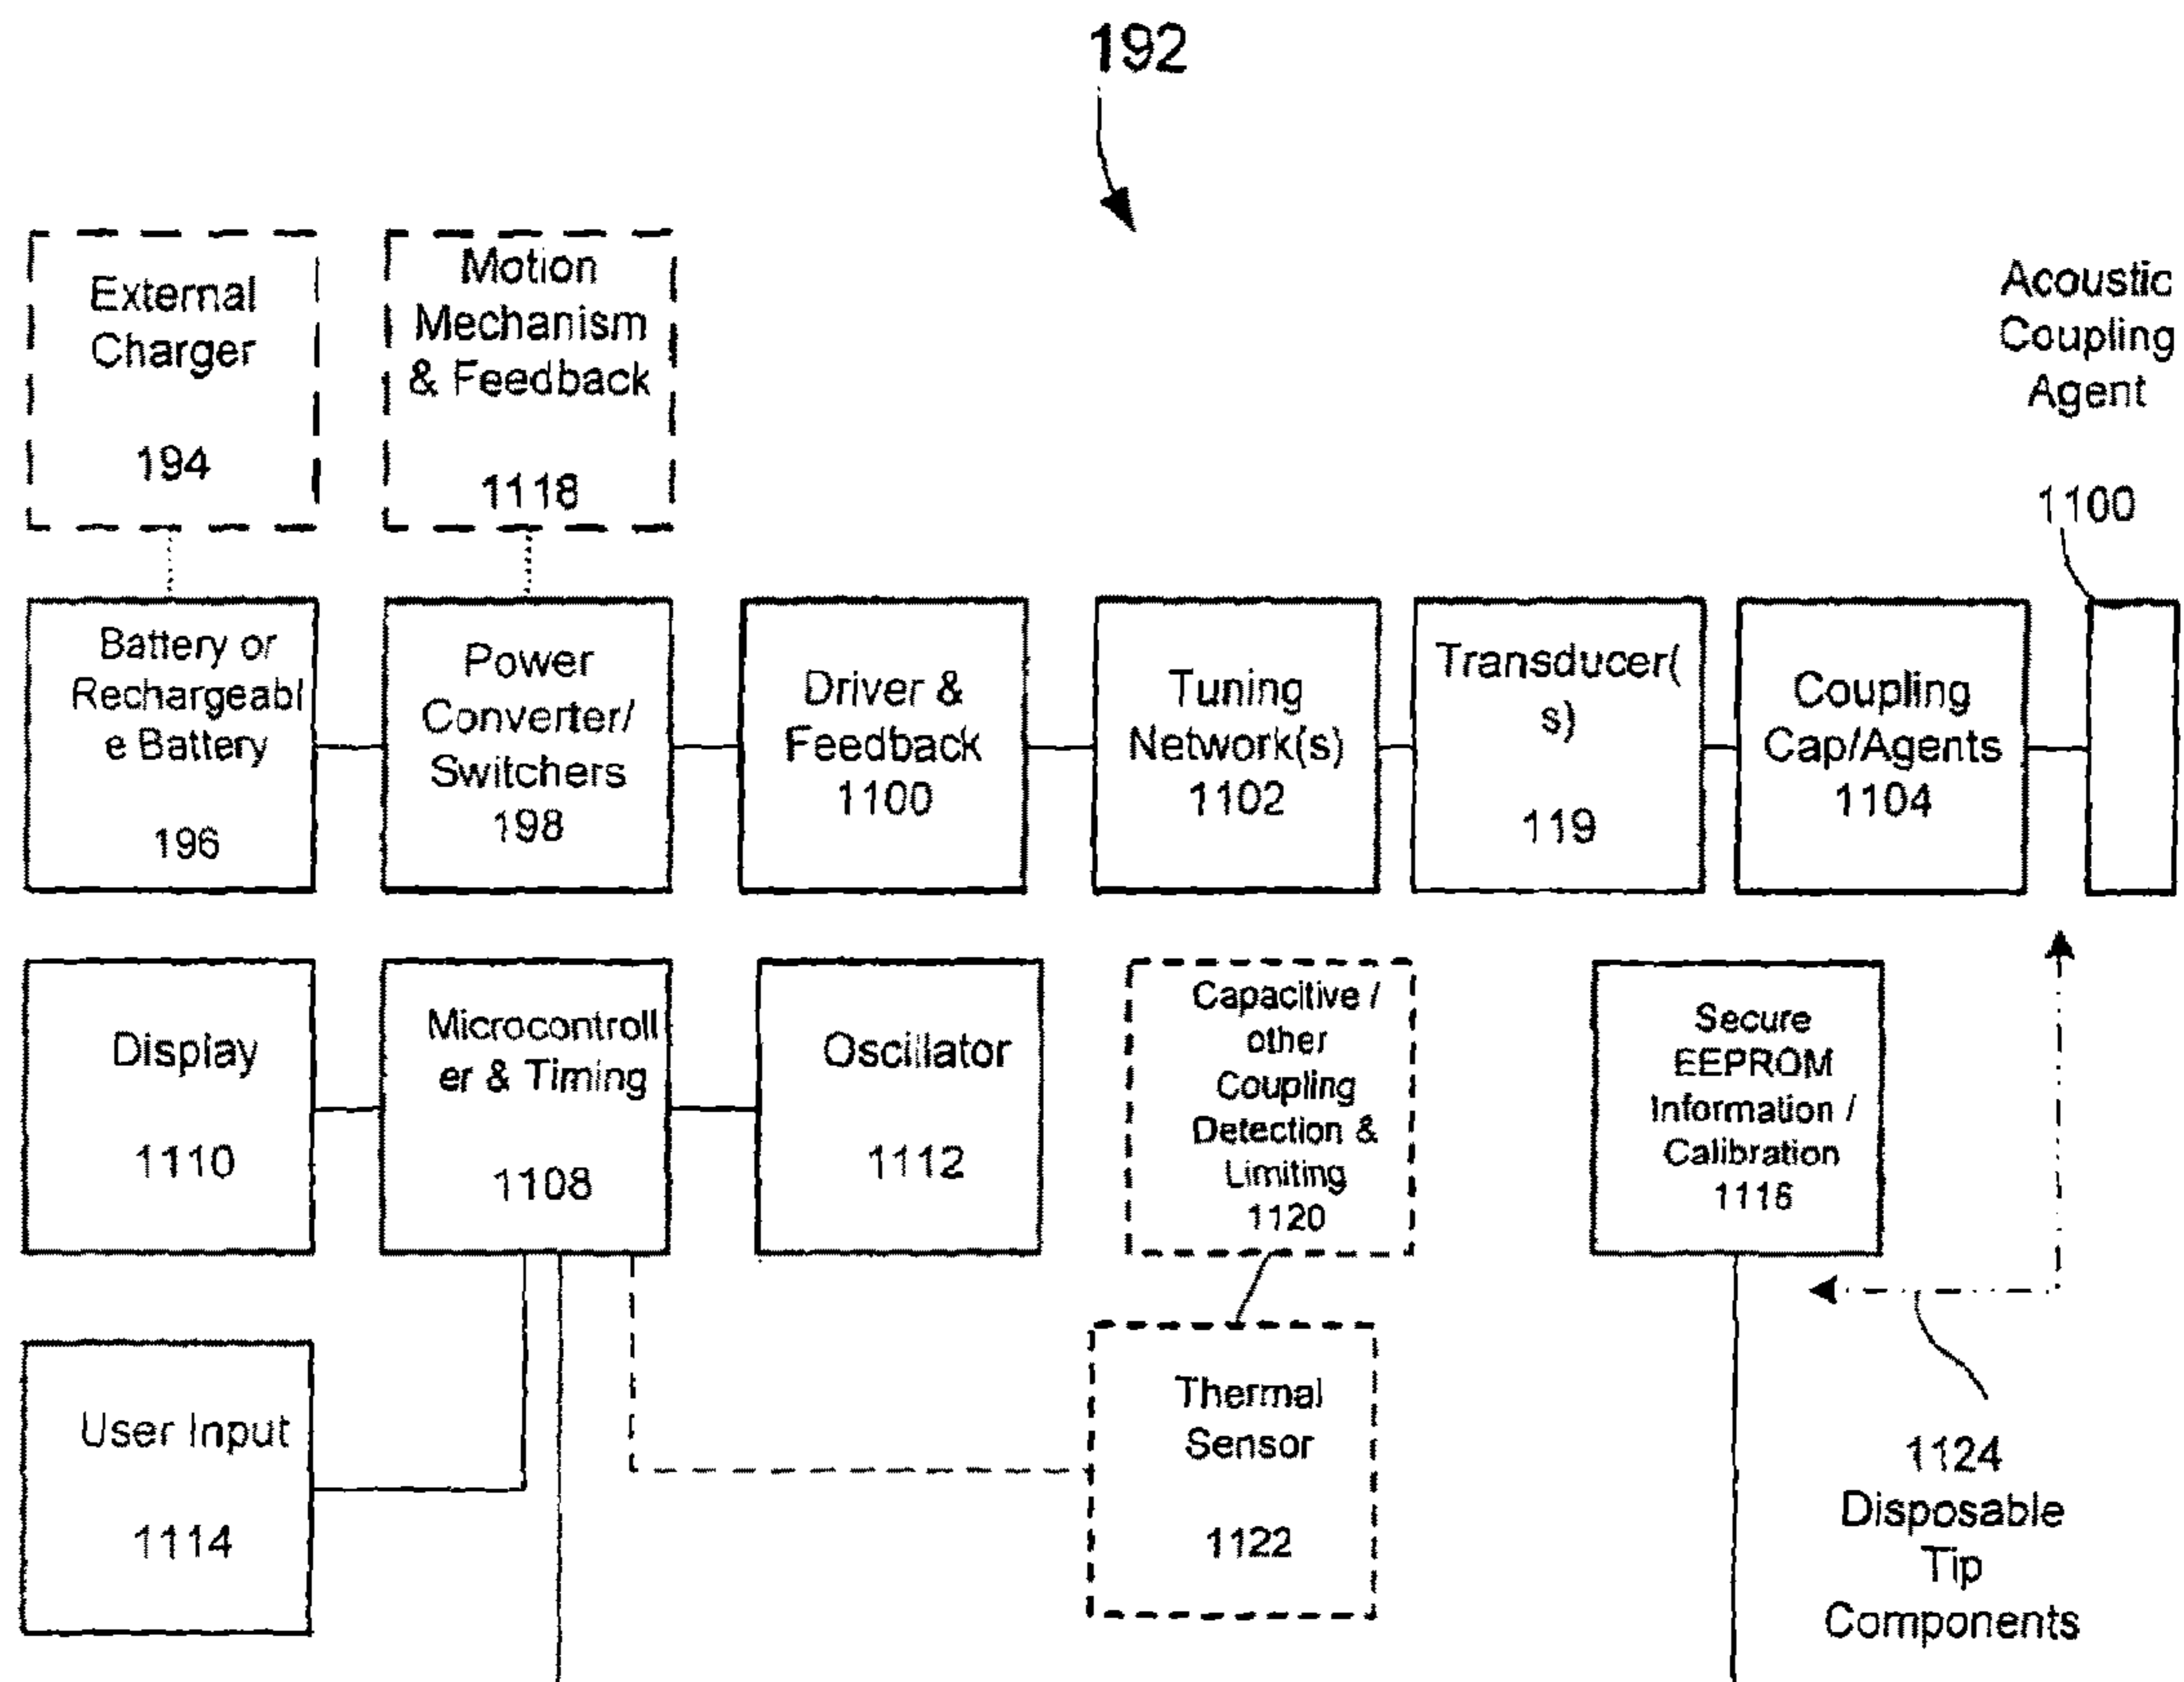 192
External
Charger
194
Motion
Mechanism
& Feedback
1118
Acoustic
Coupling
Agent
1100
Battery or
Rechargeabl
e Battery
196
Power
Converter/
Switchers
198
Driver &
Feedback
1100
Tuning
Network(s)
1102
Transducer(
s)
119
Coupling
Cap/Agents
1104
Display
1110
Microcontroll
er & Timing
1108
Oscillator
1112
Capacitive /
other
Coupling
Detection &
Limiting
1120
Secure
EEPROM
Information /
Calibration
1116
User Input
1114
Thermal
Sensor
1122
1124
Disposable
Tip
Components